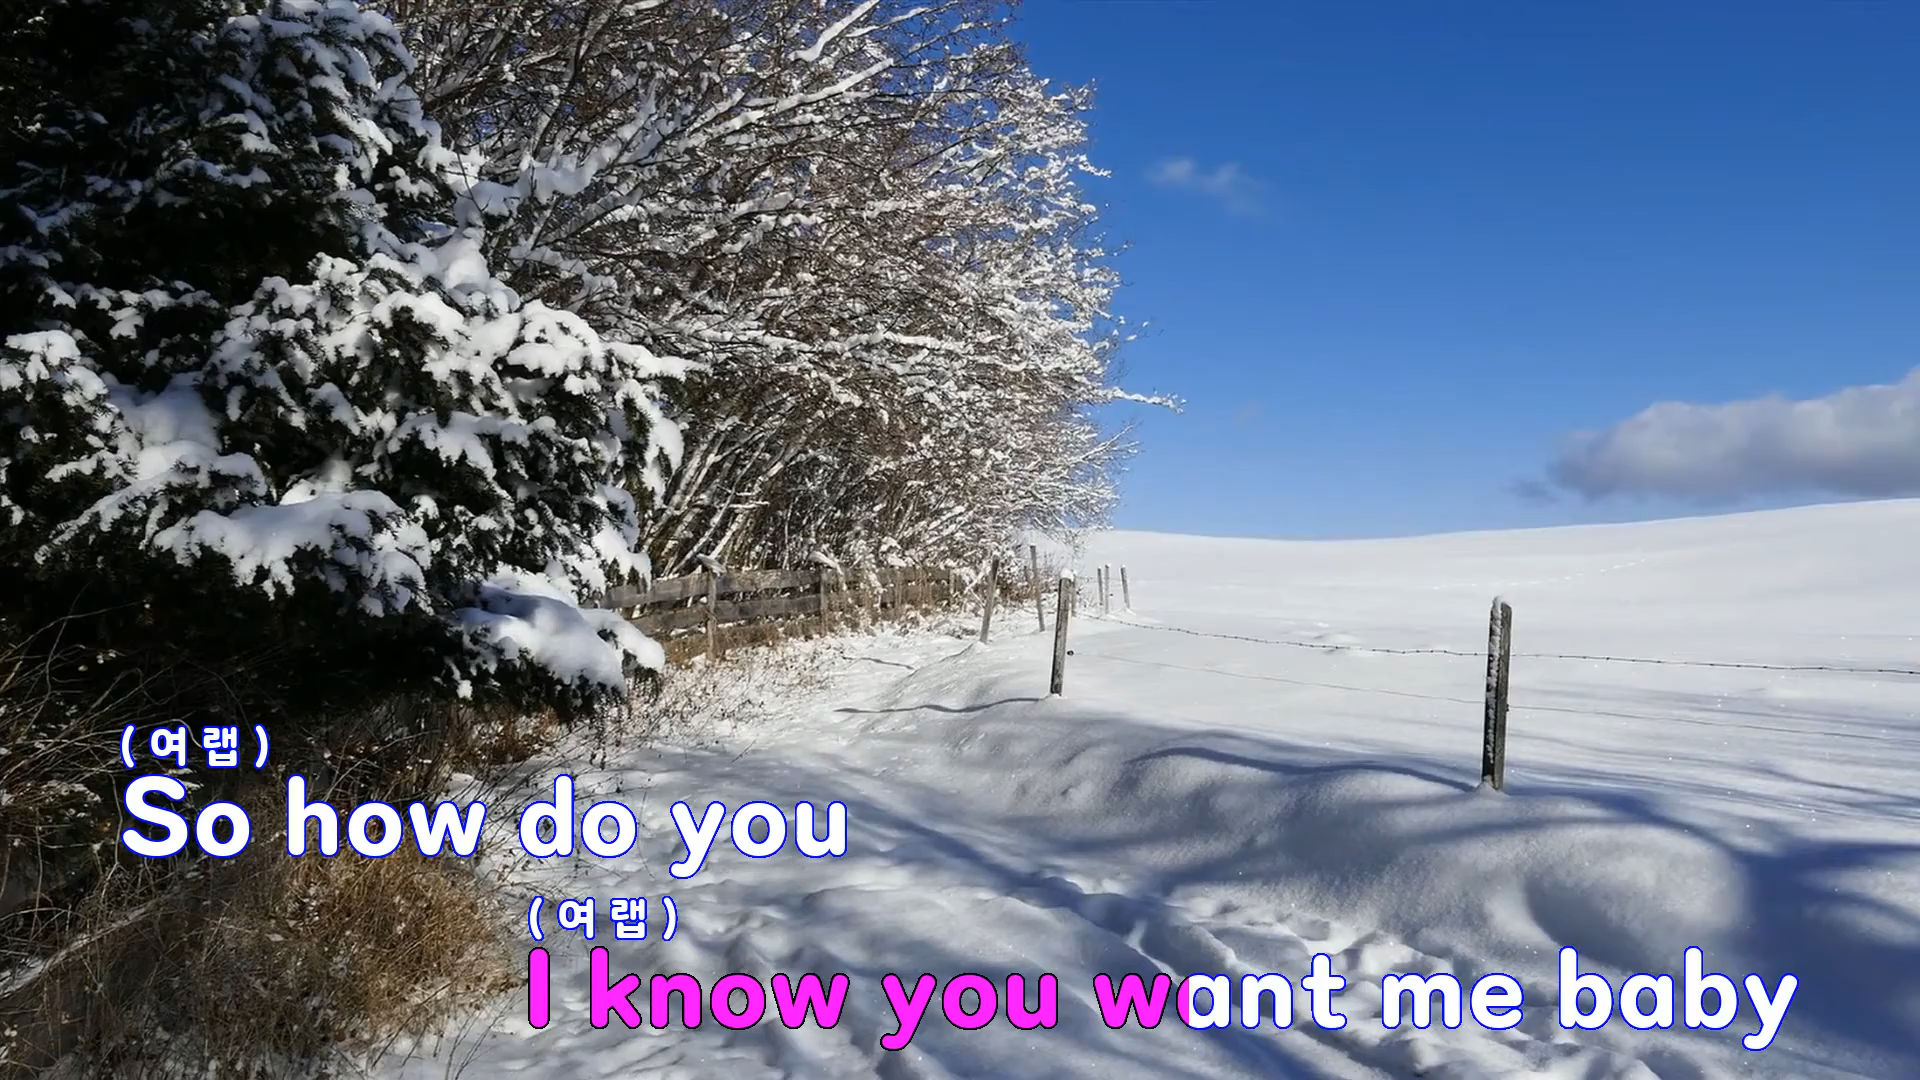 ( 여 랩 )
So how do you
( 여 랩 )
I know you want me baby